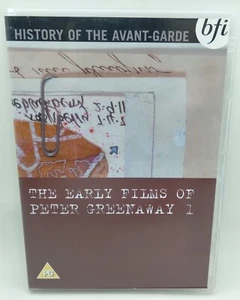 HISTORY OF THE AVANT-GARDE
bfi
THE EARLY FILMS OF
PETER GREENAWAY 1
PG